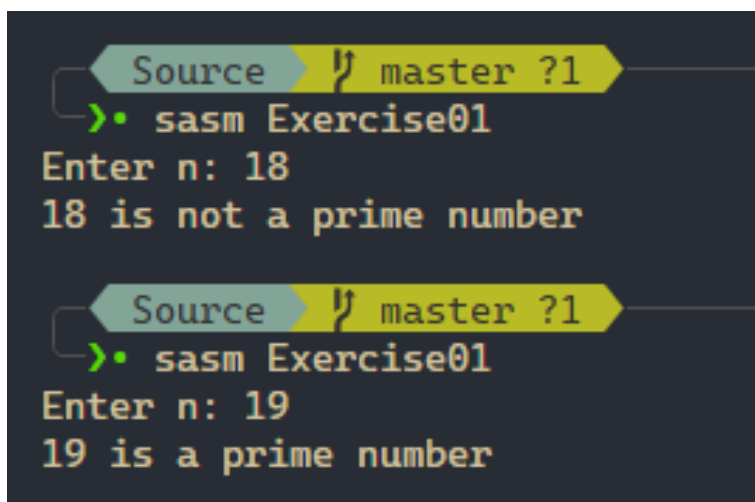 Source master ?1
❯• sasm Exercise01
Enter n: 18
18 is not a prime number
Source master ?1
❯• sasm Exercise01
Enter n: 19
19 is a prime number